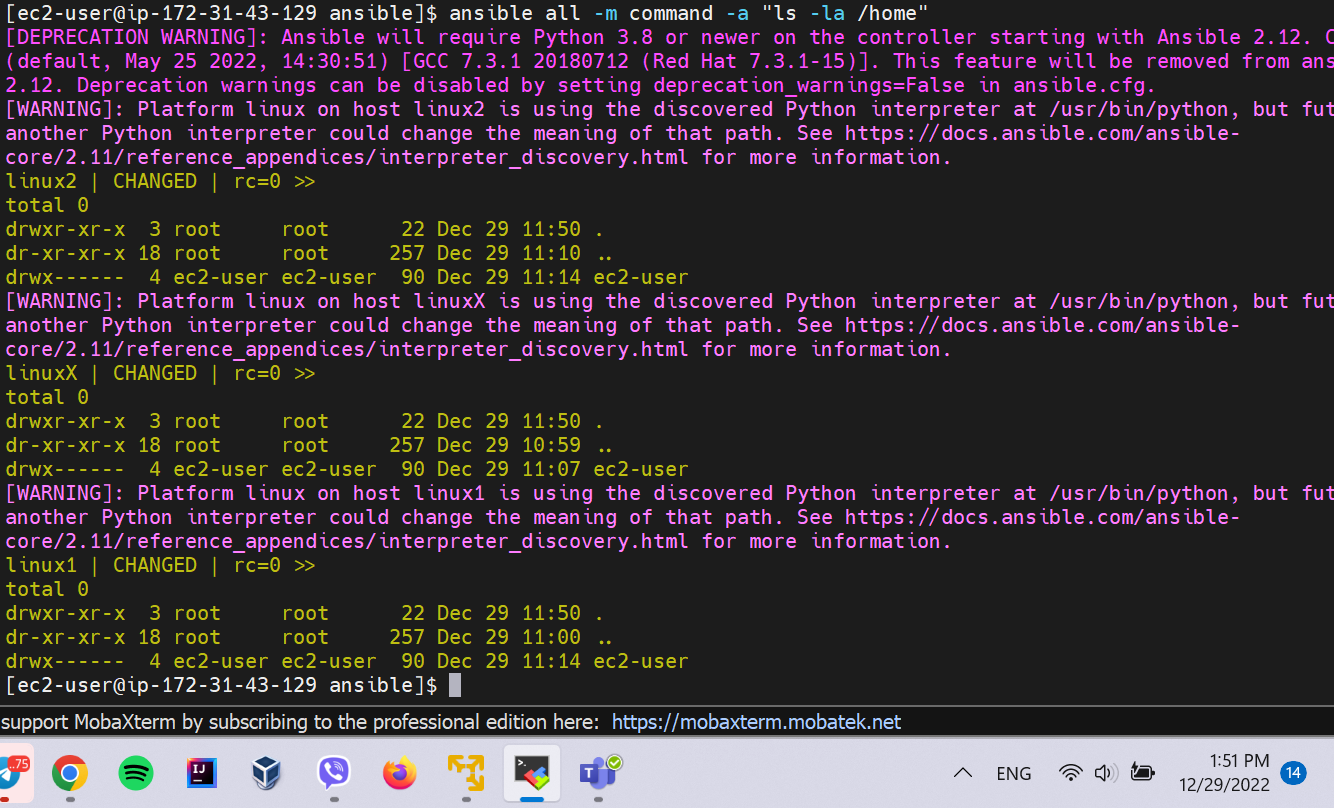 [ec2-user@ip-172-31-43-129 ansible]$ ansible all -m command -a "ls -la /home"
[DEPRECATION WARNING]: Ansible will require Python 3.8 or newer on the controller starting with Ansible 2.12. C
(default, May 25 2022, 14:30:51) [GCC 7.3.1 20180712 (Red Hat 7.3.1-15)]. This feature will be removed from ans
2.12. Deprecation warnings can be disabled by setting deprecation_warnings=False in ansible.cfg.
[WARNING]: Platform linux on host linux2 is using the discovered Python interpreter at /usr/bin/python, but fut
another Python interpreter could change the meaning of that path. See https://docs.ansible.com/ansible-
core/2.11/reference_appendices/interpreter_discovery.html for more information.
linux2 | CHANGED | rc=0 >>
total 0
drwxr-xr-x  3 root     root      22 Dec 29 11:50 .
dr-xr-xr-x 18 root     root     257 Dec 29 11:10 ..
drwx------  4 ec2-user ec2-user  90 Dec 29 11:14 ec2-user
[WARNING]: Platform linux on host linuxX is using the discovered Python interpreter at /usr/bin/python, but fut
another Python interpreter could change the meaning of that path. See https://docs.ansible.com/ansible-
core/2.11/reference_appendices/interpreter_discovery.html for more information.
linuxX | CHANGED | rc=0 >>
total 0
drwxr-xr-x  3 root     root      22 Dec 29 11:50 .
dr-xr-xr-x 18 root     root     257 Dec 29 10:59 ..
drwx------  4 ec2-user ec2-user  90 Dec 29 11:07 ec2-user
[WARNING]: Platform linux on host linux1 is using the discovered Python interpreter at /usr/bin/python, but fut
another Python interpreter could change the meaning of that path. See https://docs.ansible.com/ansible-
core/2.11/reference_appendices/interpreter_discovery.html for more information.
linux1 | CHANGED | rc=0 >>
total 0
drwxr-xr-x  3 root     root      22 Dec 29 11:50 .
dr-xr-xr-x 18 root     root     257 Dec 29 11:00 ..
drwx------  4 ec2-user ec2-user  90 Dec 29 11:14 ec2-user
[ec2-user@ip-172-31-43-129 ansible]$
support MobaXterm by subscribing to the professional edition here: https://mobaxterm.mobatek.net
..75
IJ
T
ENG
1:51 PM
12/29/2022
14